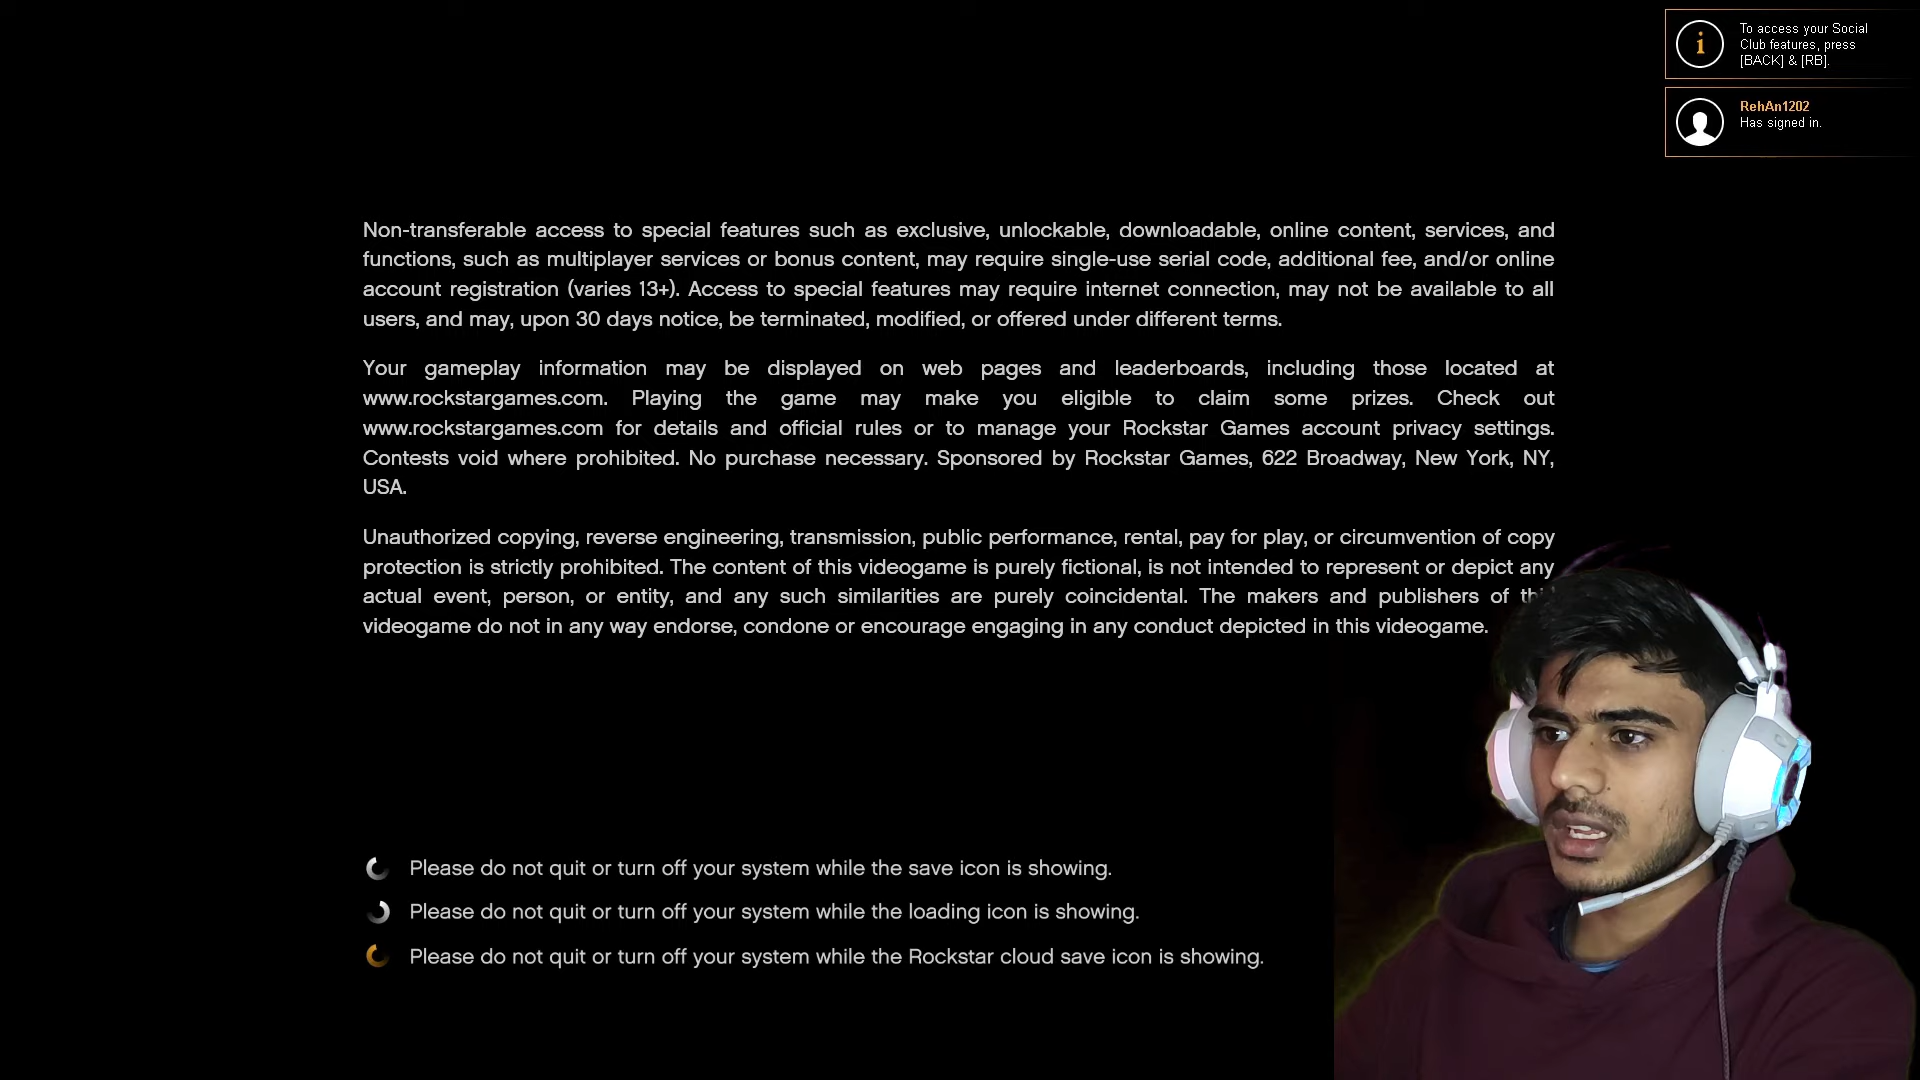 To access your Social
Club features, press
[BACK] & [RB].
RehAn1202
Has signed in.
Non-transferable access to special features such as exclusive, unlockable, downloadable, online content, services, and
functions, such as multiplayer services or bonus content, may require single-use serial code, additional fee, and/or online
account registration (varies 13+). Access to special features may require internet connection, may not be available to all
users, and may, upon 30 days notice, be terminated, modified, or offered under different terms.
Your gameplay information may be displayed on web pages and leaderboards, including those located at
www.rockstargames.com. Playing the game may make you eligible to claim some prizes. Check out
www.rockstargames.com for details and official rules or to manage your Rockstar Games account privacy settings.
Contests void where prohibited. No purchase necessary. Sponsored by Rockstar Games, 622 Broadway, New York, NY,
USA.
Unauthorized copying, reverse engineering, transmission, public performance, rental, pay for play, or circumvention of copy
protection is strictly prohibited. The content of this videogame is purely fictional, is not intended to represent or depict any
actual event, person, or entity, and any such similarities are purely coincidental. The makers and publishers of this
videogame do not in any way endorse, condone or encourage engaging in any conduct depicted in this videogame.
Please do not quit or turn off your system while the save icon is showing.
Please do not quit or turn off your system while the loading icon is showing.
Please do not quit or turn off your system while the Rockstar cloud save icon is showing.